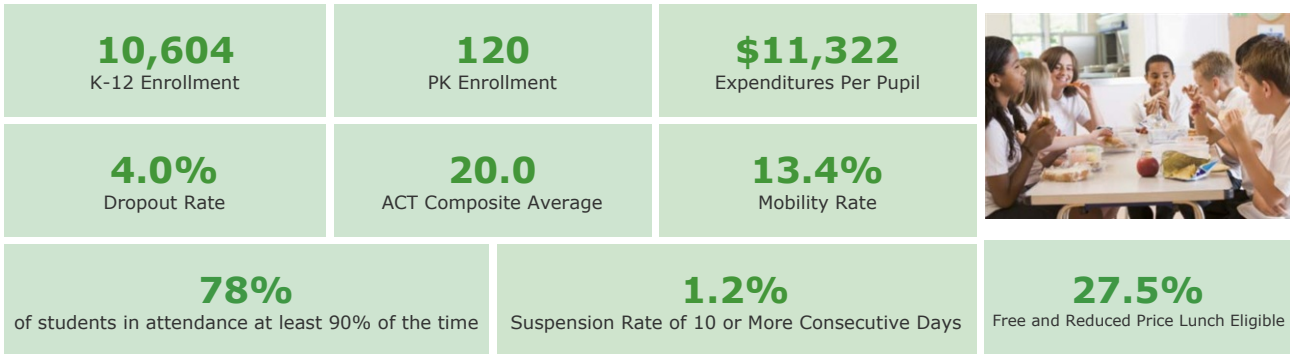 10,604
K-12 Enrollment
120
PK Enrollment
$11,322
Expenditures Per Pupil
4.0%
Dropout Rate
20.0
ACT Composite Average
13.4%
Mobility Rate
78%
of students in attendance at least 90% of the time
1.2%
Suspension Rate of 10 or More Consecutive Days
27.5%
Free and Reduced Price Lunch Eligible